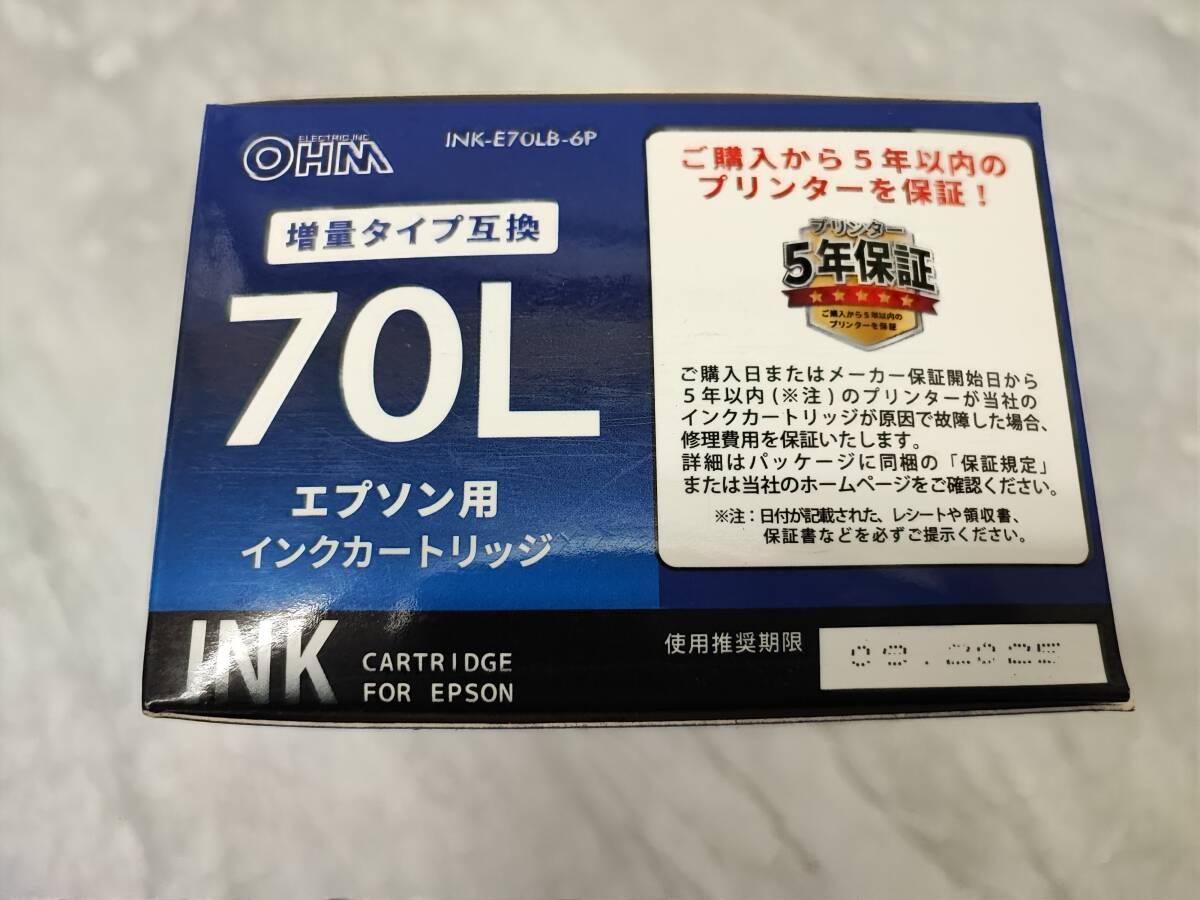 ELECTRIC INC
OHM
INK-E70LB-6P
増量タイプ互換
70L
エプソン用
インクカートリッジ
INK
CARTRIDGE
FOR EPSON
ご購入から5年以内の
プリンターを保証！
プリンター
5年保証
ご購入から5年以内の
プリンターを保証
ご購入日またはメーカー保証開始日から
5年以内(※注)のプリンターが当社の
インクカートリッジが原因で故障した場合、
修理費用を保証いたします。
詳細はパッケージに同梱の「保証規定」
または当社のホームページをご確認ください。
※注：日付が記載された、レシートや領収書、
保証書などを必ずご提示ください。
使用推奨期限